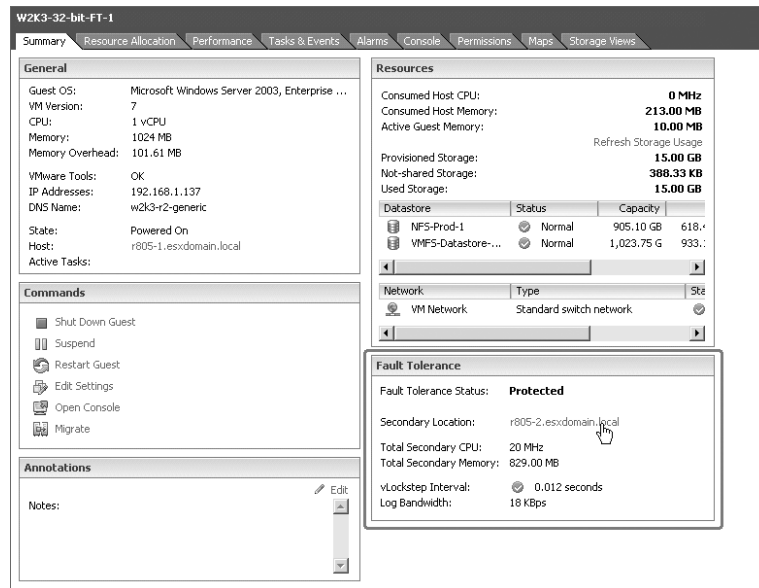 W2K3-32-bit-FT-1
Summary Resource Allocation Performance Tasks & Events Alarms Console Permissions Maps Storage Views
General
Guest OS: Microsoft Windows Server 2003, Enterprise ...
VM Version: 7
CPU: 1 vCPU
Memory: 1024 MB
Memory Overhead: 101.61 MB
VMware Tools: OK
IP Addresses: 192.168.1.137
DNS Name: w2k3-r2-generic
State: Powered On
Host: r805-1.esxdomain.local
Active Tasks:
Commands
Shut Down Guest
Suspend
Restart Guest
Edit Settings
Open Console
Migrate
Annotations
Edit
Notes:
Resources
Consumed Host CPU: 0 MHz
Consumed Host Memory: 213.00 MB
Active Guest Memory: 10.00 MB
Refresh Storage Usage
Provisioned Storage: 15.00 GB
Not-shared Storage: 388.33 KB
Used Storage: 15.00 GB
Datastore Status Capacity
NFS-Prod-1 Normal 905.10 GB 618.
VMFS-Datastore-... Normal 1,023.75 G 933.
Network Type Sta
VM Network Standard switch network
Fault Tolerance
Fault Tolerance Status: Protected
Secondary Location: r805-2.esxdomain.local
Total Secondary CPU: 20 MHz
Total Secondary Memory: 829.00 MB
vLockstep Interval: 0.012 seconds
Log Bandwidth: 18 KBps